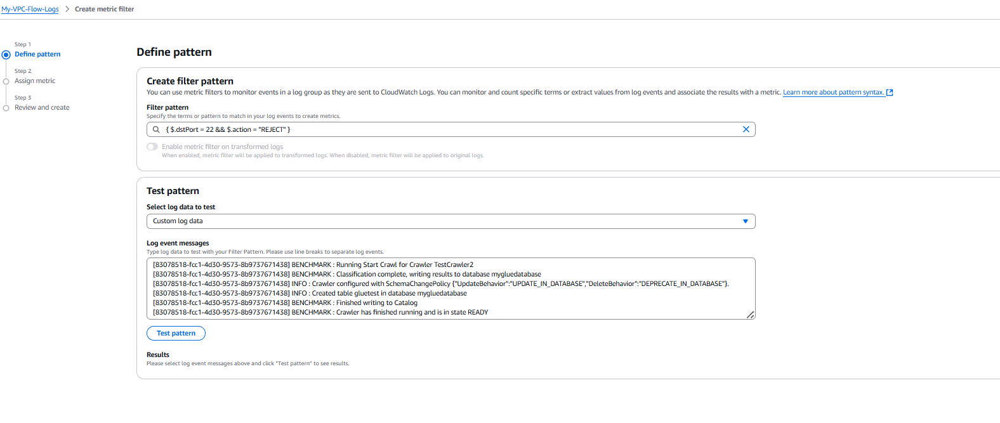 My-VPC-Flow-Logs > Create metric filter
Step 1
Define pattern
Step 2
Assign metric
Step 3
Review and create
Define pattern
Create filter pattern
You can use metric filters to monitor events in a log group as they are sent to CloudWatch Logs. You can monitor and count specific terms or extract values from log events and associate the results with a metric. Learn more about pattern syntax.
Filter pattern
Specify the terms or pattern to match in your log events to create metrics.
{ $.dstPort = 22 && $.action = "REJECT" }
Enable metric filter on transformed logs
When enabled, metric filter will be applied to transformed logs. When disabled, metric filter will be applied to original logs.
Test pattern
Select log data to test
Custom log data
Log event messages
Type log data to test with your Filter Pattern. Please use line breaks to separate log events.
[83078518-fcc1-4d30-9573-8b9737671438] BENCHMARK : Running Start Crawl for Crawler TestCrawler2
[83078518-fcc1-4d30-9573-8b9737671438] BENCHMARK : Classification complete, writing results to database mygluedatabase
[83078518-fcc1-4d30-9573-8b9737671438] INFO : Crawler configured with SchemaChangePolicy {"UpdateBehavior":"UPDATE_IN_DATABASE","DeleteBehavior":"DEPRECATE_IN_DATABASE"}.
[83078518-fcc1-4d30-9573-8b9737671438] INFO : Created table gluetest in database mygluedatabase
[83078518-fcc1-4d30-9573-8b9737671438] BENCHMARK : Finished writing to Catalog
[83078518-fcc1-4d30-9573-8b9737671438] BENCHMARK : Crawler has finished running and is in state READY
Test pattern
Results
Please select log event messages above and click "Test pattern" to see results.